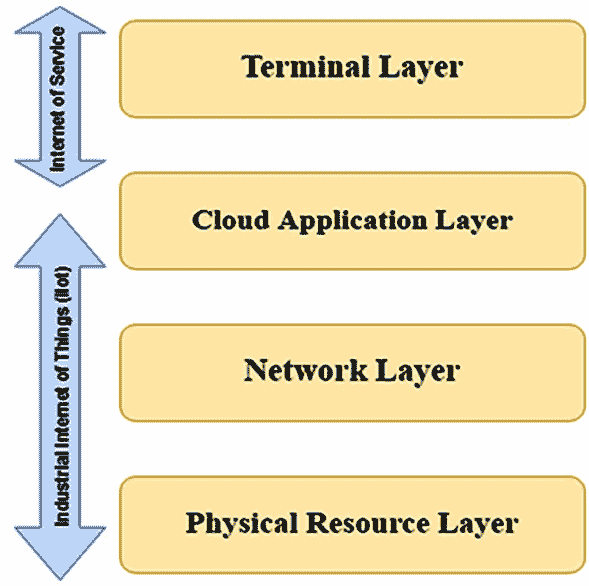 Internet of Service
Terminal Layer
Cloud Application Layer
Industrial Internet of Things (IIot)
Network Layer
Physical Resource Layer